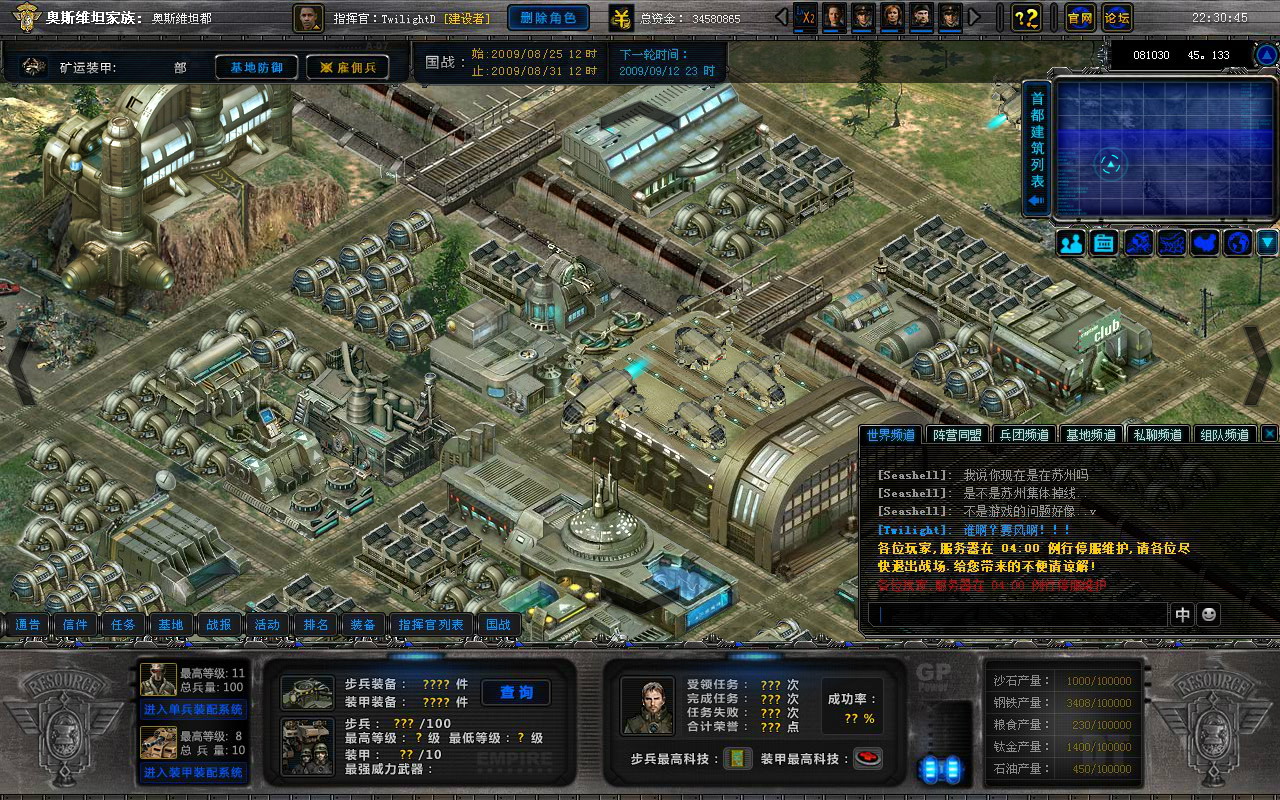 奥斯维坦家族： 奥斯维坦都
指挥官：TwilightD [建设者]
删除角色
总资金： 34580865
X2
??
官网
论坛
22:30:45
矿运装甲： 部
基地防御
雇佣兵
国战：
始:2009/08/25 12 时
止:2009/08/31 12 时
下一轮时间：
2009/09/12 23 时
081030 45。133
首都建筑列表
club
世界频道
阵营同盟
兵团频道
基地频道
私聊频道
组队频道
[Seashell]: 我说你现在是在苏州吗
[Seashell]: 是不是苏州集体掉线..
[Seashell]: 不是游戏的问题好像..v
[Twilight]: 谁啊？要风啊！！！
各位玩家,服务器在 04:00 例行停服维护,请各位尽
快退出战场.给您带来的不便请谅解!
各位玩家,服务器在 04:00 例行停服维护
中
通告
信件
任务
基地
战报
活动
排名
装备
指挥官列表
国战
RESOURCE
最高等级: 11
总兵量: 100
进入单兵装配系统
最高等级: 8
总 兵 量: 10
进入装甲装配系统
步兵装备： ???? 件
装甲装备： ???? 件
查询
步兵： ??? /100
最高等级： ? 级 最低等级： ? 级
装甲： ?? /10
最强威力武器：
EMPIRE
受领任务： ??? 次
完成任务： ??? 次
任务失败： ??? 次
合计荣誉： ??? 点
成功率：
?? %
步兵最高科技：
装甲最高科技：
GP
沙石产量： 1000/100000
钢铁产量： 3408/100000
粮食产量： 230/100000
钛金产量： 1400/100000
石油产量： 450/100000
RESOURCE